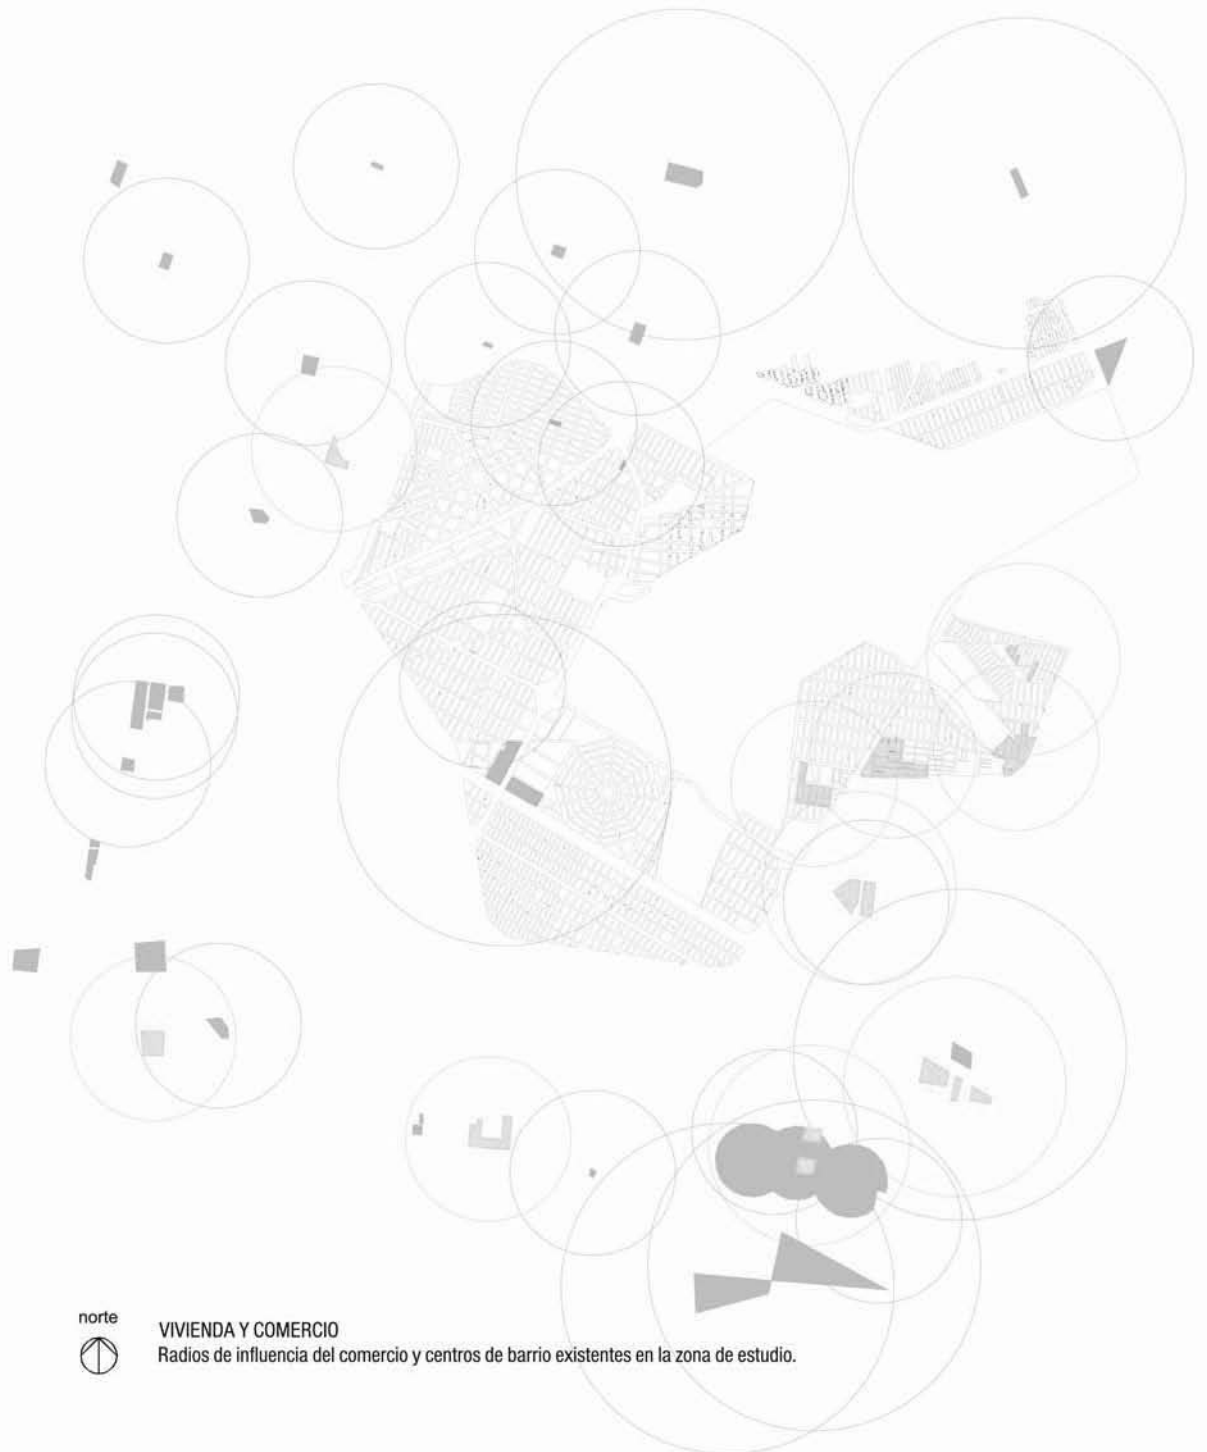 norte
VIVIENDA Y COMERCIO
Radios de influencia del comercio y centros de barrio existentes en la zona de estudio.